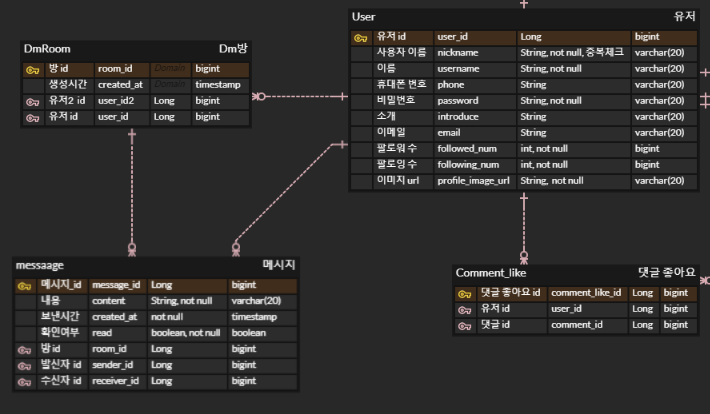 User 유저
유저 id user_id Long bigint
사용자 이름 nickname String, not null, 중복체크 varchar(20)
이름 username String, not null varchar(20)
휴대폰 번호 phone String varchar(20)
비밀번호 password String, not null varchar(20)
소개 introduce String varchar(20)
이메일 email String varchar(20)
팔로워 수 followed_num int, not null bigint
팔로잉 수 following_num int, not null bigint
이미지 url profile_image_url String, not null varchar(20)
DmRoom Dm방
방 id room_id Domain bigint
생성시간 created_at Domain timestamp
유저2 id user_id2 Long bigint
유저 id user_id Long bigint
messaage 메시지
메시지_id message_id Long bigint
내용 content String, not null varchar(20)
보낸시간 created_at not null timestamp
확인여부 read boolean, not null boolean
방 id room_id Long bigint
발신자 id sender_id Long bigint
수신자 id receiver_id Long bigint
Comment_like 댓글 좋아요
댓글 좋아요 id comment_like_id Long bigint
유저 id user_id Long bigint
댓글 id comment_id Long bigint